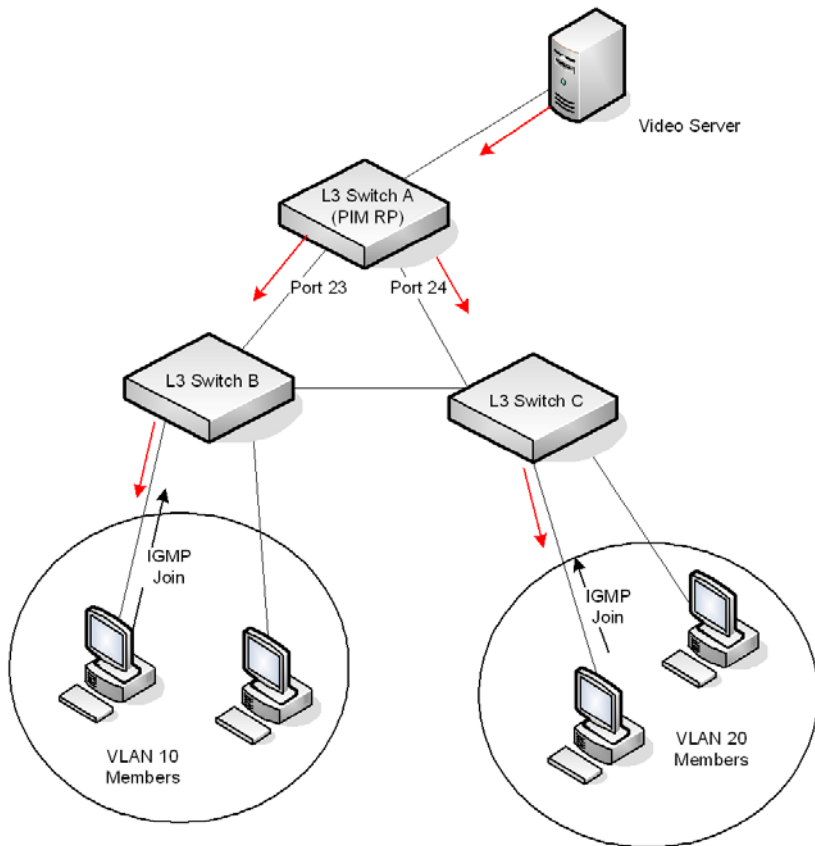 Video Server
L3 Switch A
(PIM RP)
Port 23
Port 24
L3 Switch B
L3 Switch C
IGMP
Join
IGMP
Join
VLAN 10
Members
VLAN 20
Members